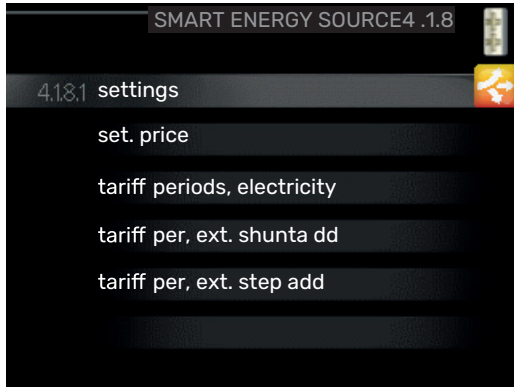 SMART ENERGY SOURCE4 .1.8
4.1.8.1 settings
set. price
tariff periods, electricity
tariff per, ext. shunta dd
tariff per, ext. step add